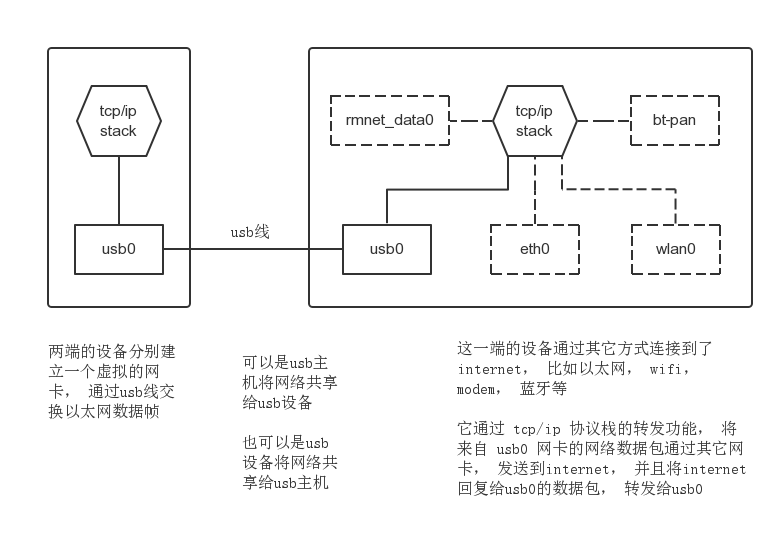 tcp/ip
stack
usb0
usb线
rmnet_data0
tcp/ip
stack
bt-pan
usb0
eth0
wlan0
两端的设备分别建
立一个虚拟的网
卡， 通过usb线交
换以太网数据帧
可以是usb主
机将网络共享
给usb设备
也可以是usb
设备将网络共
享给usb主机
这一端的设备通过其它方式连接到了
internet， 比如以太网， wifi，
modem， 蓝牙等
它通过 tcp/ip 协议栈的转发功能， 将
来自 usb0 网卡的网络数据包通过其它网
卡， 发送到internet， 并且将internet
回复给usb0的数据包， 转发给usb0